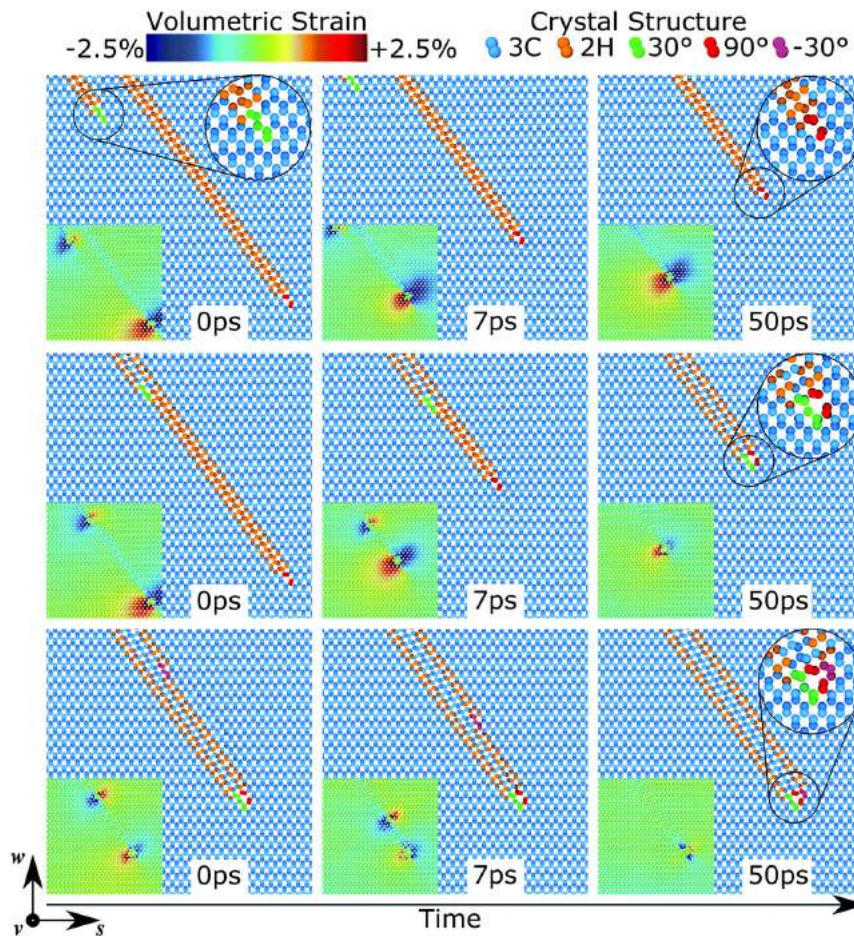 Volumetric Strain Crystal Structure
-2.5% +2.5% 3C 2H 30° 90° -30°
0ps 7ps 50ps
0ps 7ps 50ps
0ps 7ps 50ps
w
v s Time